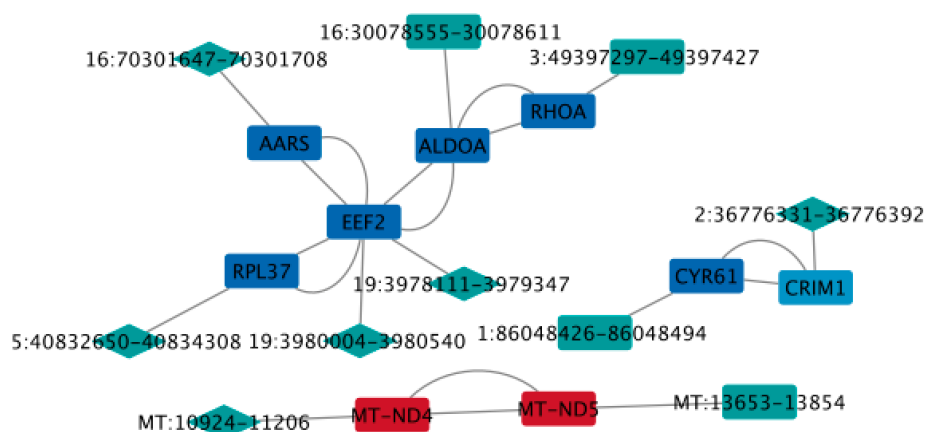 16:30078555-30078611
16:70301647-70301708
3:49397297-49397427
RHOA
AARS
ALDOA
2:36776331-36776392
EEF2
RPL37
19:3978111-3979347
CYR61
CRIM1
5:40832650-40834308
19:3980004-3980540
1:86048426-86048494
MT:10924-11206
MT-ND4
MT-ND5
MT:13653-13854